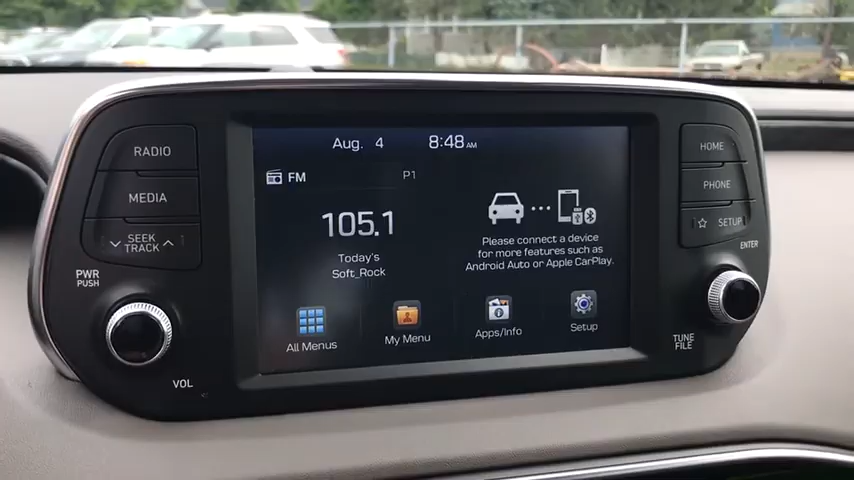 Aug. 4 8:48 AM
RADIO
MEDIA
SEEK
TRACK
PWR
PUSH
VOL
FM P1
105.1
Today's
Soft_Rock
Please connect a device
for more features such as
Android Auto or Apple CarPlay.
All Menus
My Menu
Apps/Info
Setup
HOME
PHONE
SETUP
ENTER
TUNE
FILE